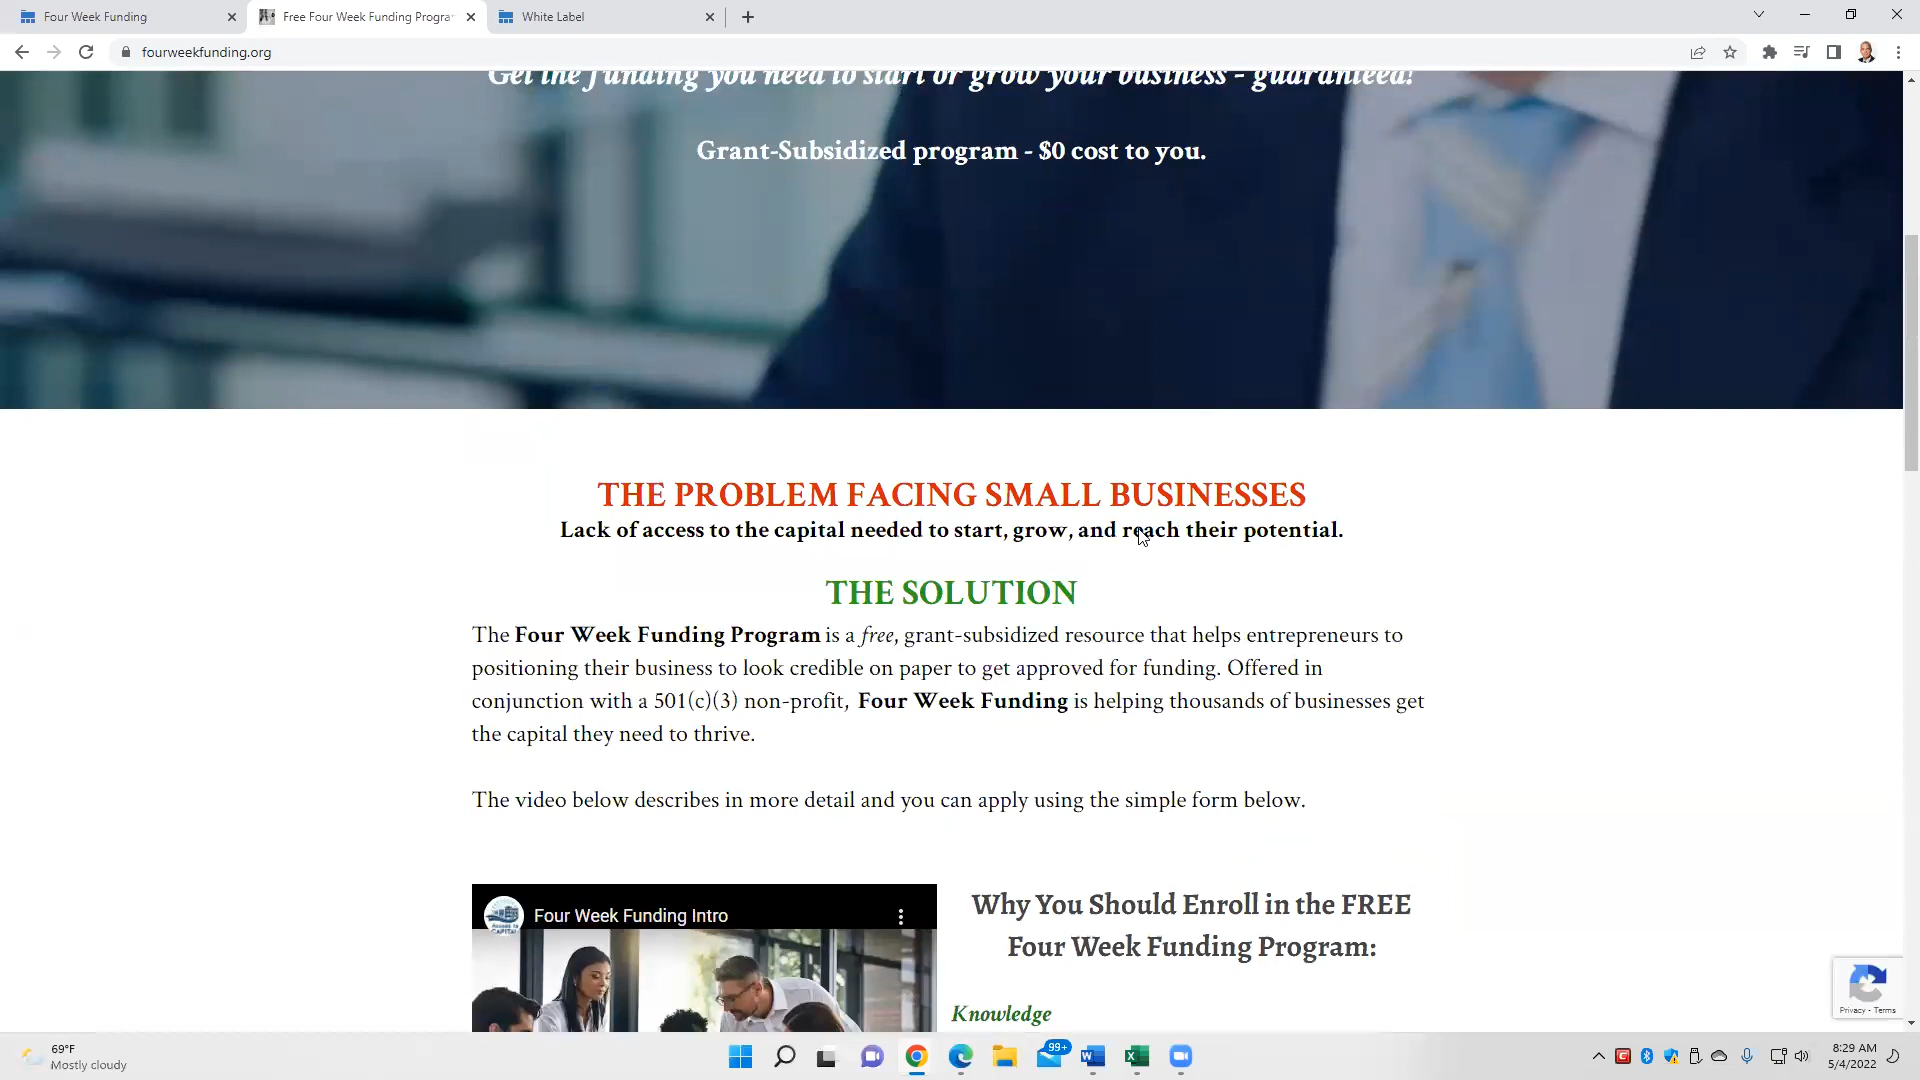 Four Week Funding
Free Four Week Funding Progra
White Label
fourweekfunding.org
Get the funding you need to start or grow your business - guaranteed!
Grant-Subsidized program - $0 cost to you.
THE PROBLEM FACING SMALL BUSINESSES
Lack of access to the capital needed to start, grow, and reach their potential.
THE SOLUTION
The Four Week Funding Program is a free, grant-subsidized resource that helps entrepreneurs to
positioning their business to look credible on paper to get approved for funding. Offered in
conjunction with a 501(c)(3) non-profit, Four Week Funding is helping thousands of businesses get
the capital they need to thrive.
The video below describes in more detail and you can apply using the simple form below.
Four Week Funding Intro
Why You Should Enroll in the FREE
Four Week Funding Program:
Knowledge
Privacy - Terms
69°F
Mostly cloudy
99+
8:29 AM
5/4/2022